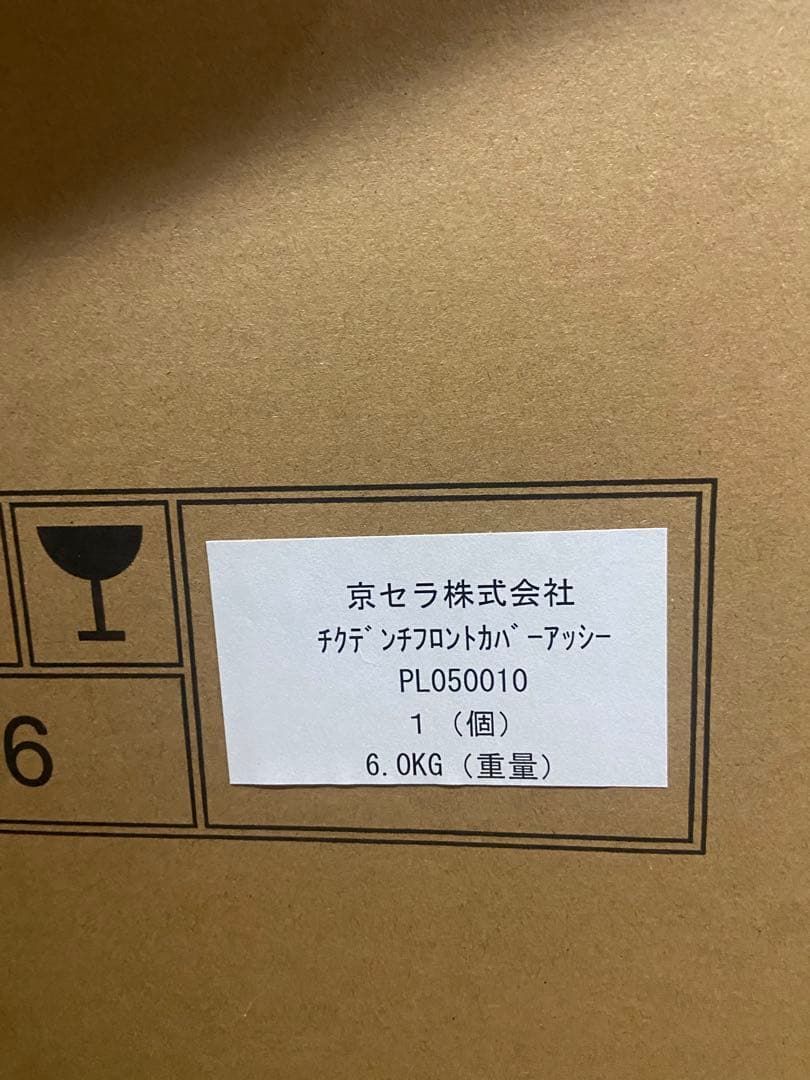 京セラ株式会社
ﾁｸﾃﾞﾝﾁﾌﾛﾝﾄｶﾊﾞｰｱｯｼｰ
PL050010
1 (個)
6.0KG (重量)
6